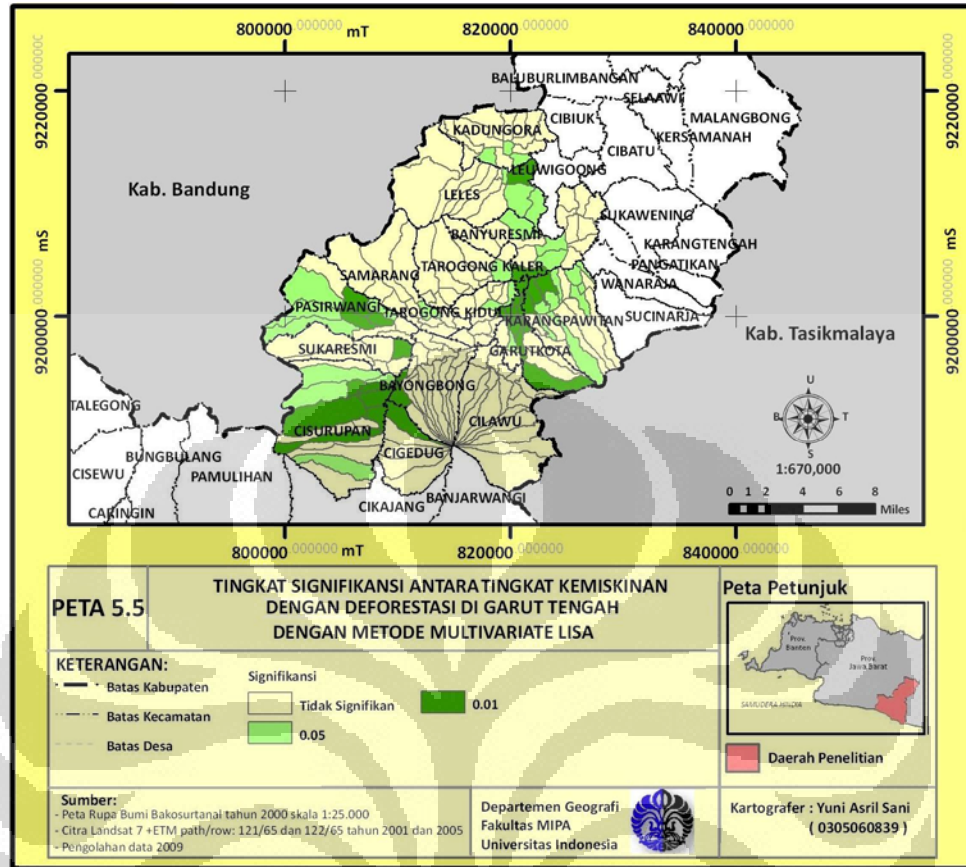 800000.000000 mT
820000.000000
840000.000000
9220000.000000
9220000.000000
BALUBURLIMBANGAN
SELAAWI
MALANGBONG
CIBIUK
KADUNGORA
KERSAMANAH
CIBATU
LEUWIGOONG
Kab. Bandung
LELES
SUKAWENING
BANYURESMI
KARANGTENGAH
mS
mS
TAROGONG KALER
PANGATIKAN
SAMARANG
WANARAJA
PASIRWANGI
TAROGONG KIDUL
SUCINARJA
KARANGPAWITAN
Kab. Tasikmalaya
9200000.000000
9200000.000000
SUKARESMI
GARUTKOTA
BAYONGBONG
U
TALEGONG
CILAWU
B T
CISURUPAN
S
BUNGBULANG
CIGEDUG
CISEWU
PAMULIHAN
1:670,000
BANJARWANGI
0 1 2 4 6 8
CIKAJANG
Miles
CARINGIN
800000.000000 mT
820000.000000
840000.000000
PETA 5.5
TINGKAT SIGNIFIKANSI ANTARA TINGKAT KEMISKINAN
DENGAN DEFORESTASI DI GARUT TENGAH
DENGAN METODE MULTIVARIATE LISA
Peta Petunjuk
Prov. Banten
Prov. Jawa Barat
SAMUDERA HINDIA
Daerah Penelitian
KETERANGAN:
Batas Kabupaten
Batas Kecamatan
Batas Desa
Signifikansi
Tidak Signifikan
0.01
0.05
Sumber:
- Peta Rupa Bumi Bakosurtanal tahun 2000 skala 1:25.000
- Citra Landsat 7 +ETM path/row: 121/65 dan 122/65 tahun 2001 dan 2005
- Pengolahan data 2009
Departemen Geografi
Fakultas MIPA
Universitas Indonesia
Kartografer : Yuni Asril Sani
( 0305060839 )